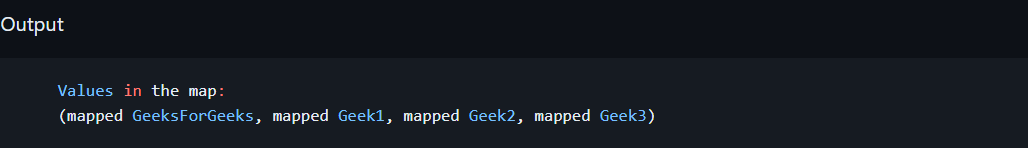 Output
Values in the map:
(mapped GeeksForGeeks, mapped Geek1, mapped Geek2, mapped Geek3)